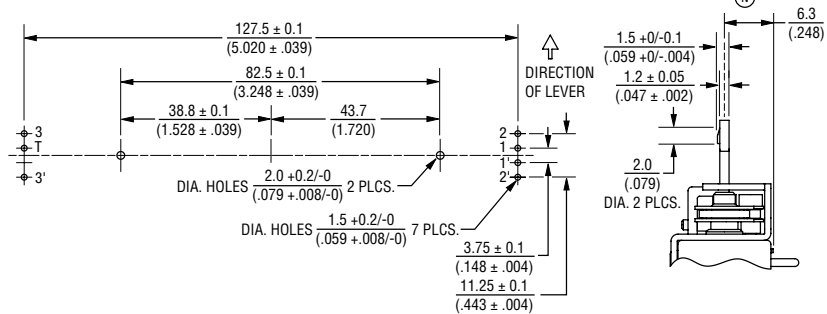 127.5 ± 0.1
(5.020 ± .039)
82.5 ± 0.1
(3.248 ± .039)
38.8 ± 0.1
(1.528 ± .039)
43.7
(1.720)
DIRECTION
OF LEVER
3
T
3'
2
1
1'
2'
DIA. HOLES 2.0 +0.2/-0 2 PLCS.
(.079 +.008/-0)
DIA. HOLES 1.5 +0.2/-0 7 PLCS.
(.059 +.008/-0)
3.75 ± 0.1
(.148 ± .004)
11.25 ± 0.1
(.443 ± .004)
6.3
(.248)
1.5 +0/-0.1
(.059 +0/-.004)
1.2 ± 0.05
(.047 ± .002)
2.0
(.079)
DIA. 2 PLCS.